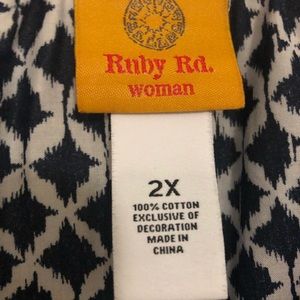 Ruby Rd.
woman
2X
100% COTTON
EXCLUSIVE OF
DECORATION
MADE IN
CHINA